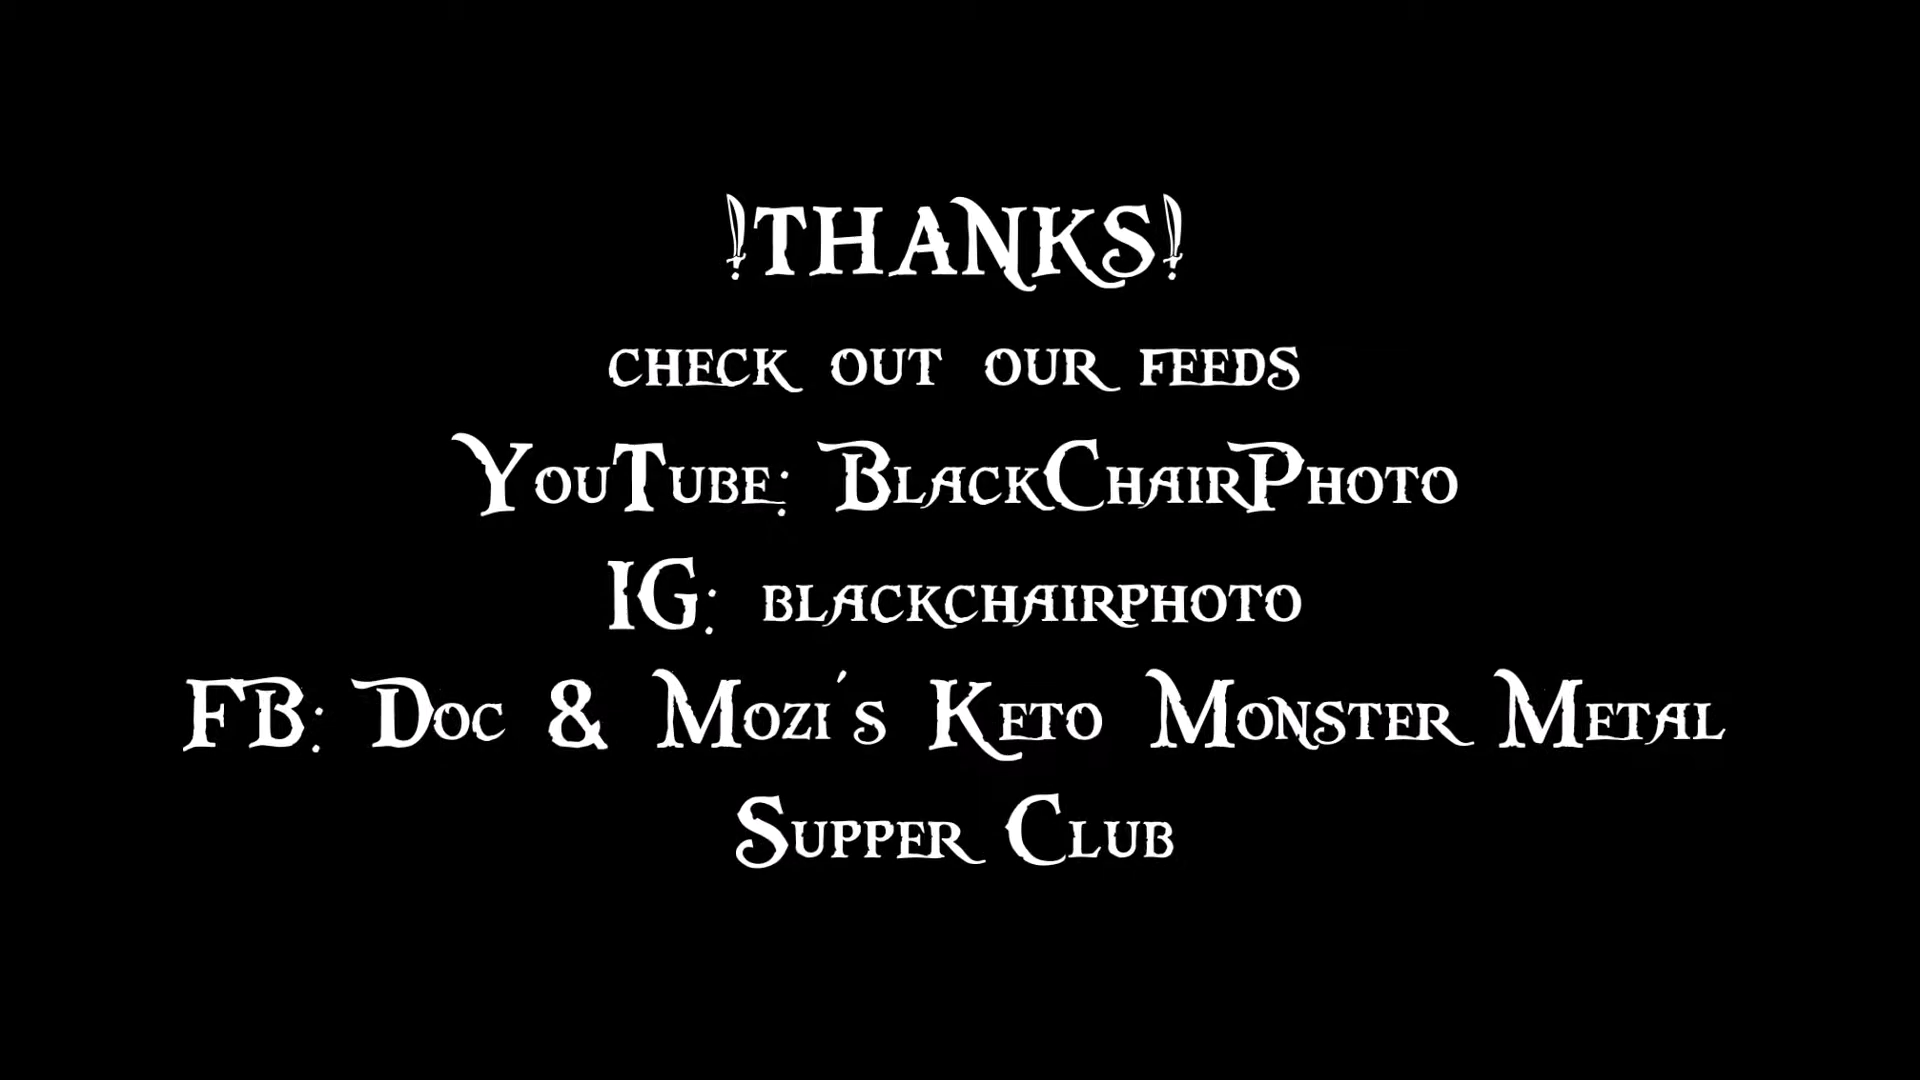 !THANKS!
CHECK OUT OUR FEEDS
YouTube: BlackChairPhoto
IG: blackchairphoto
FB: Doc & Mozi's Keto Monster Metal
Supper Club